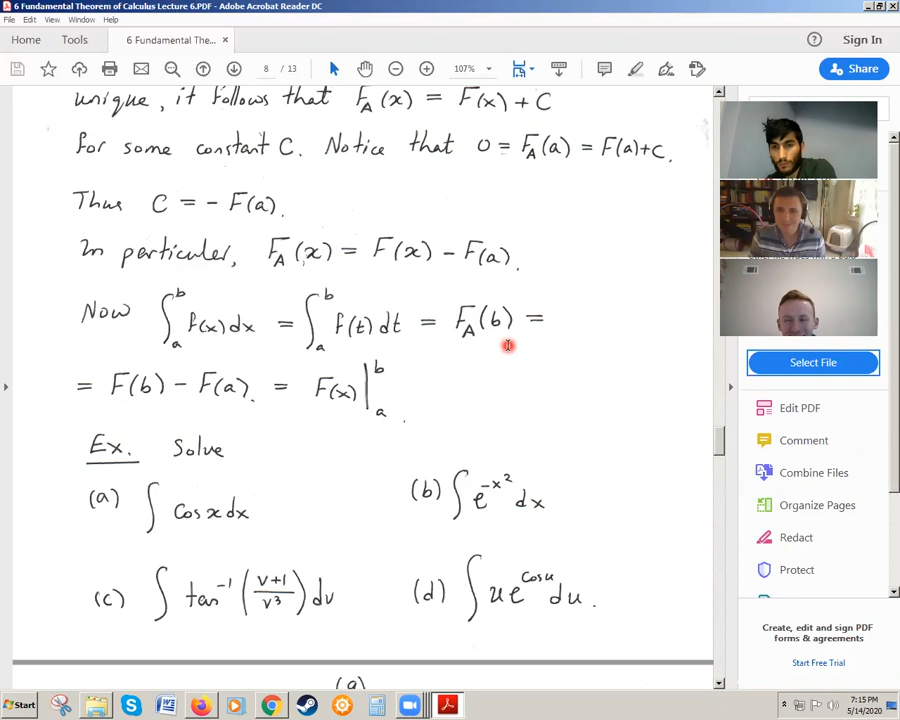 6 Fundamental Theorem of Calculus Lecture 6.PDF - Adobe Acrobat Reader DC
File Edit View Window Help
Home Tools 6 Fundamental The... × Sign In
8 / 13 107% Share
unique, it follows that F_A(x) = F(x) + C
for some constant C. Notice that 0 = F_A(a) = F(a)+C.
Thus C = - F(a).
In particular, F_A(x) = F(x) - F(a).
Now ∫_a^b f(x)dx = ∫_a^b f(t)dt = F_A(b) =
= F(b) - F(a). = F(x)|_a^b.
Ex. Solve
(a) ∫ cos x dx (b) ∫ e^{-x^2} dx
(c) ∫ tan^{-1}((v+1)/v^3) dv (d) ∫ u e^{cos u} du.
(a)
Select File
Edit PDF
Comment
Combine Files
Organize Pages
Redact
Protect
Create, edit and sign PDF
forms & agreements
Start Free Trial
Start
7:15 PM
5/14/2020